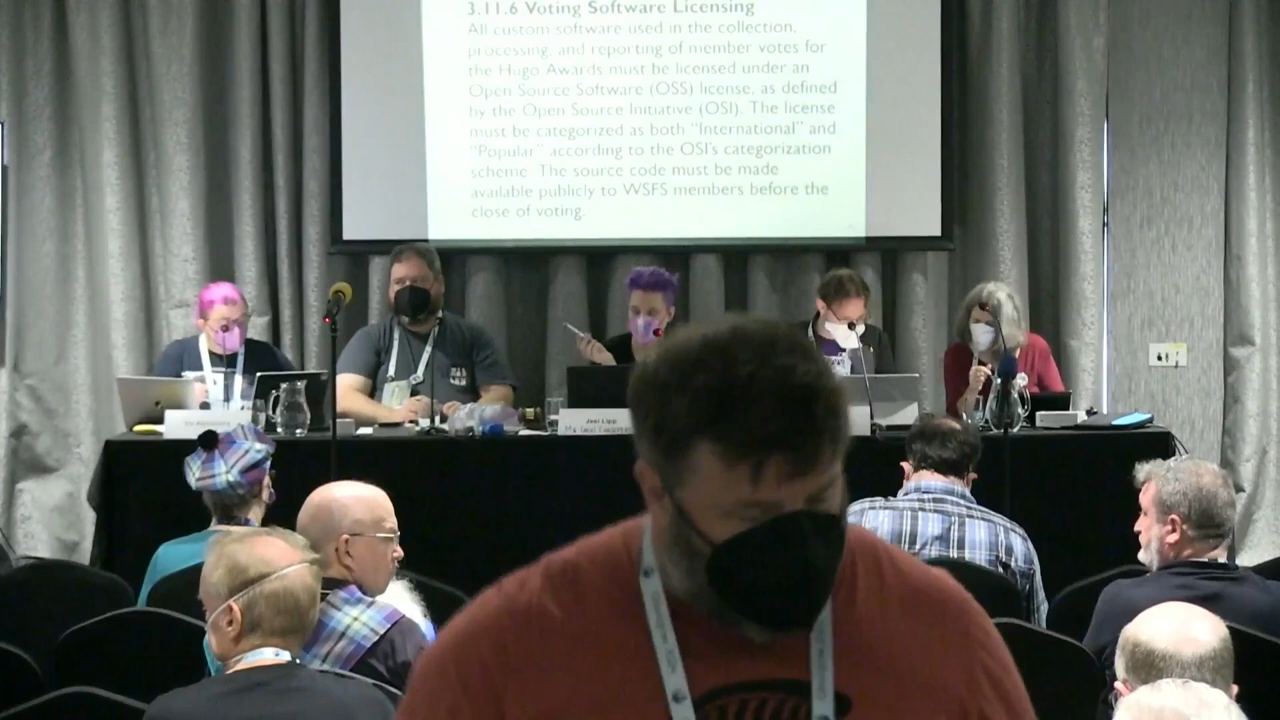 3.11.6 Voting Software Licensing
All custom software used in the collection,
processing, and reporting of member votes for
the Hugo Awards must be licensed under an
Open Source Software (OSS) license, as defined
by the Open Source Initiative (OSI). The license
must be categorized as both "International" and
"Popular" according to the OSI's categorization
scheme. The source code must be made
available publicly to WSFS members before the
close of voting.